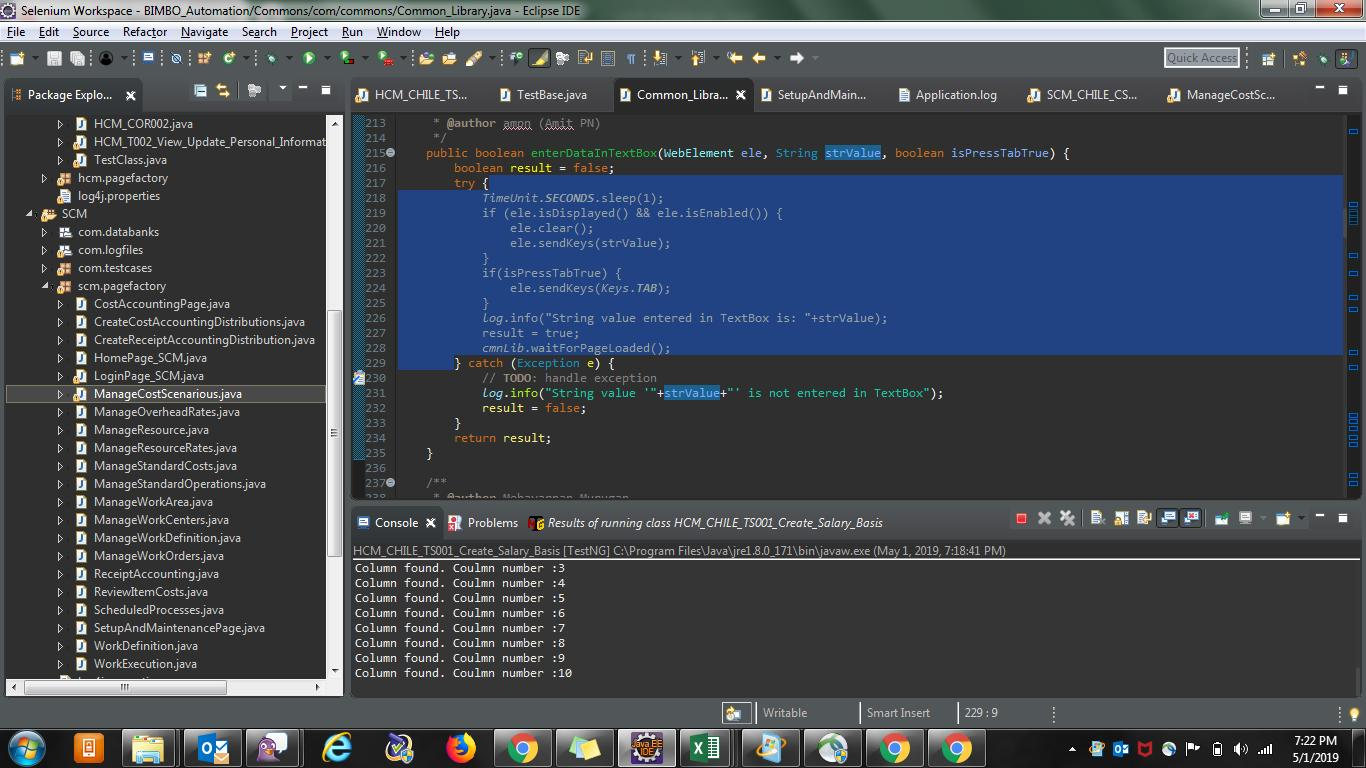 Selenium Workspace - BIMBO_Automation/Commons/com/commons/Common_Library.java - Eclipse IDE
File Edit Source Refactor Navigate Search Project Run Window Help
Quick Access
Package Explo...
HCM_CHILE_TS...
TestBase.java
Common_Libra...
SetupAndMain...
Application.log
SCM_CHILE_CS...
ManageCostSc...
HCM_COR002.java
HCM_T002_View_Update_Personal_Informat
TestClass.java
hcm.pagefactory
log4j.properties
SCM
com.databanks
com.logfiles
com.testcases
scm.pagefactory
CostAccountingPage.java
CreateCostAccountingDistributions.java
CreateReceiptAccountingDistribution.java
HomePage_SCM.java
LoginPage_SCM.java
ManageCostScenarious.java
ManageOverheadRates.java
ManageResource.java
ManageResourceRates.java
ManageStandardCosts.java
ManageStandardOperations.java
ManageWorkArea.java
ManageWorkCenters.java
ManageWorkDefinition.java
ManageWorkOrders.java
ReceiptAccounting.java
ReviewItemCosts.java
ScheduledProcesses.java
SetupAndMaintenancePage.java
WorkDefinition.java
WorkExecution.java
213 * @author ampn (Amit PN)
214 */
215 public boolean enterDataInTextBox(WebElement ele, String strValue, boolean isPressTabTrue) {
216 boolean result = false;
217 try {
218 TimeUnit.SECONDS.sleep(1);
219 if (ele.isDisplayed() && ele.isEnabled()) {
220 ele.clear();
221 ele.sendKeys(strValue);
222 }
223 if(isPressTabTrue) {
224 ele.sendKeys(Keys.TAB);
225 }
226 log.info("String value entered in TextBox is: "+strValue);
227 result = true;
228 cmnLib.waitForPageLoaded();
229 } catch (Exception e) {
230 // TODO: handle exception
231 log.info("String value '"+strValue+"' is not entered in TextBox");
232 result = false;
233 }
234 return result;
235 }
236
237 /**
238 * @author Mohavannan Murugan
Console Problems Results of running class HCM_CHILE_TS001_Create_Salary_Basis
HCM_CHILE_TS001_Create_Salary_Basis [TestNG] C:\Program Files\Java\jre1.8.0_171\bin\javaw.exe (May 1, 2019, 7:18:41 PM)
Column found. Coulmn number :3
Column found. Coulmn number :4
Column found. Coulmn number :5
Column found. Coulmn number :6
Column found. Coulmn number :7
Column found. Coulmn number :8
Column found. Coulmn number :9
Column found. Coulmn number :10
Writable Smart Insert 229 : 9
Java EE
IDE
7:22 PM
5/1/2019